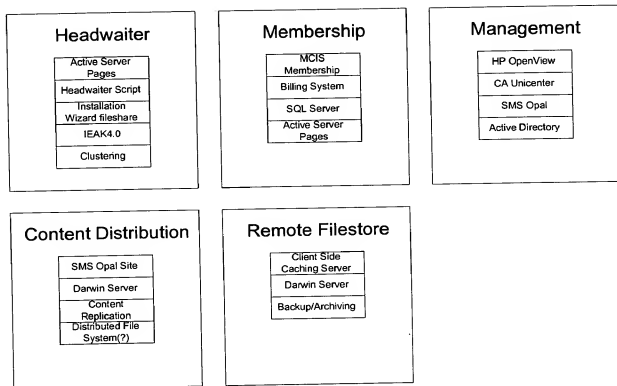 Headwaiter
Active Server
Pages
Headwaiter Script
Installation
Wizard fileshare
IEAK4.0
Clustering
Membership
MCIS
Membership
Billing System
SQL Server
Active Server
Pages
Management
HP OpenView
CA Unicenter
SMS Opal
Active Directory
Content Distribution
SMS Opal Site
Darwin Server
Content
Replication
Distributed File
System(?)
Remote Filestore
Client Side
Caching Server
Darwin Server
Backup/Archiving